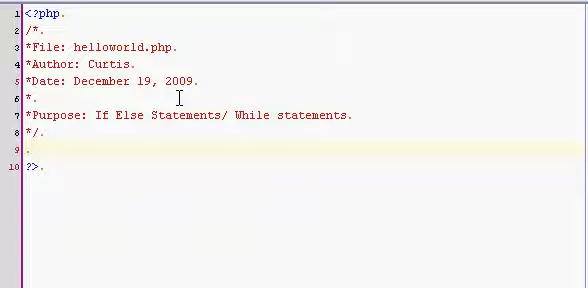 1 <?php.
2 /*.
3 *File: helloworld.php.
4 *Author: Curtis.
5 *Date: December 19, 2009.
6 *.
7 *Purpose: If Else Statements/ While statements.
8 */.
9 .
10 ?>.